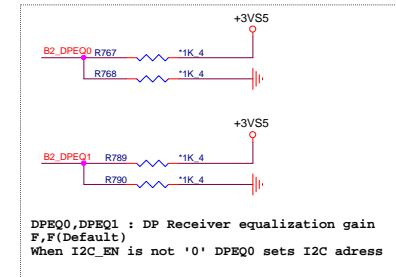 +3VS5
B2_DPEQ0 R767 *1K_4
R768 *1K_4
+3VS5
B2_DPEQ1 R789 *1K_4
R790 *1K_4
DPEQ0,DPEQ1 : DP Receiver equalization gain
F,F(Default)
When I2C_EN is not '0' DPEQ0 sets I2C adress